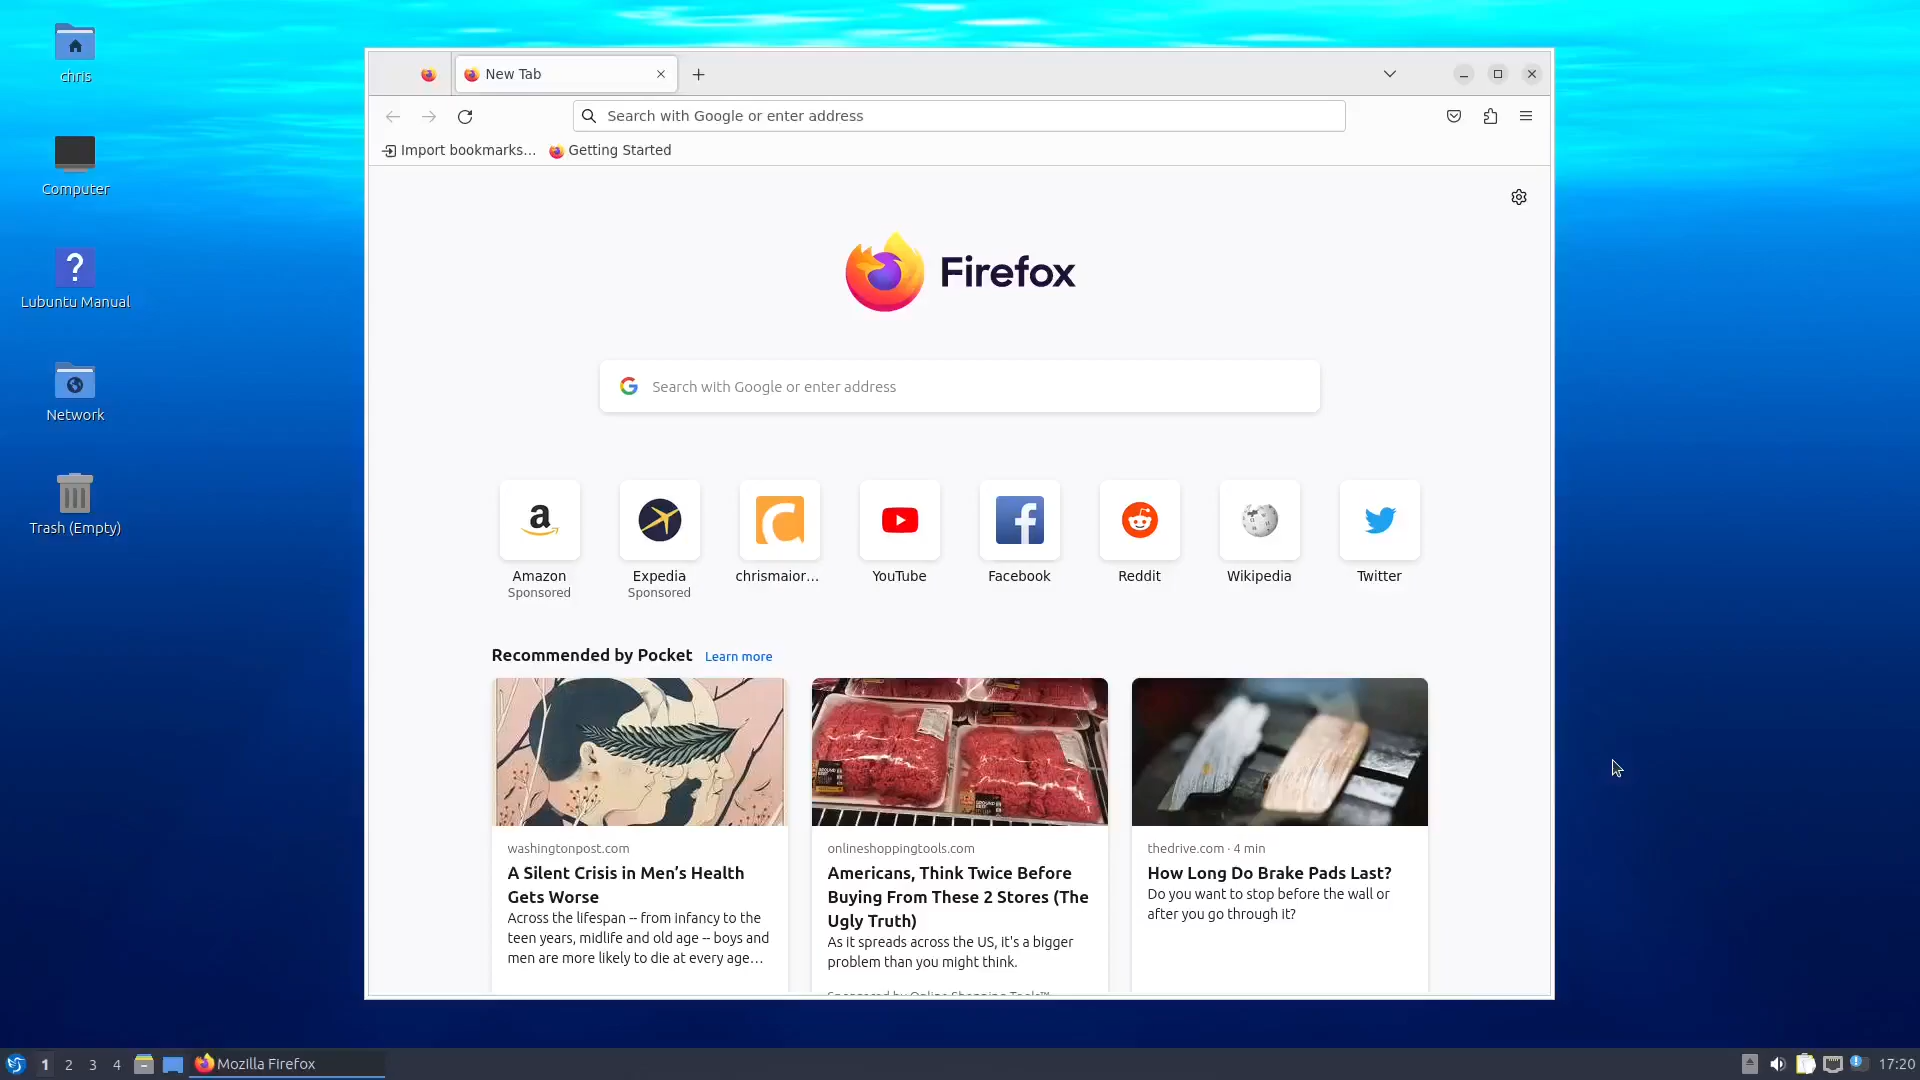 chris
Computer
Lubuntu Manual
Network
Trash (Empty)
New Tab
Search with Google or enter address
Import bookmarks...
Getting Started
Firefox
Search with Google or enter address
Amazon
Sponsored
Expedia
Sponsored
chrismaior...
YouTube
Facebook
Reddit
Wikipedia
Twitter
Recommended by Pocket Learn more
washingtonpost.com
A Silent Crisis in Men’s Health
Gets Worse
Across the lifespan -- from infancy to the
teen years, midlife and old age -- boys and
men are more likely to die at every age…
onlineshoppingtools.com
Americans, Think Twice Before
Buying From These 2 Stores (The
Ugly Truth)
As it spreads across the US, it's a bigger
problem than you might think.
Sponsored by Online Shopping Tools™
thedrive.com · 4 min
How Long Do Brake Pads Last?
Do you want to stop before the wall or
after you go through it?
1 2 3 4 Mozilla Firefox 17:20